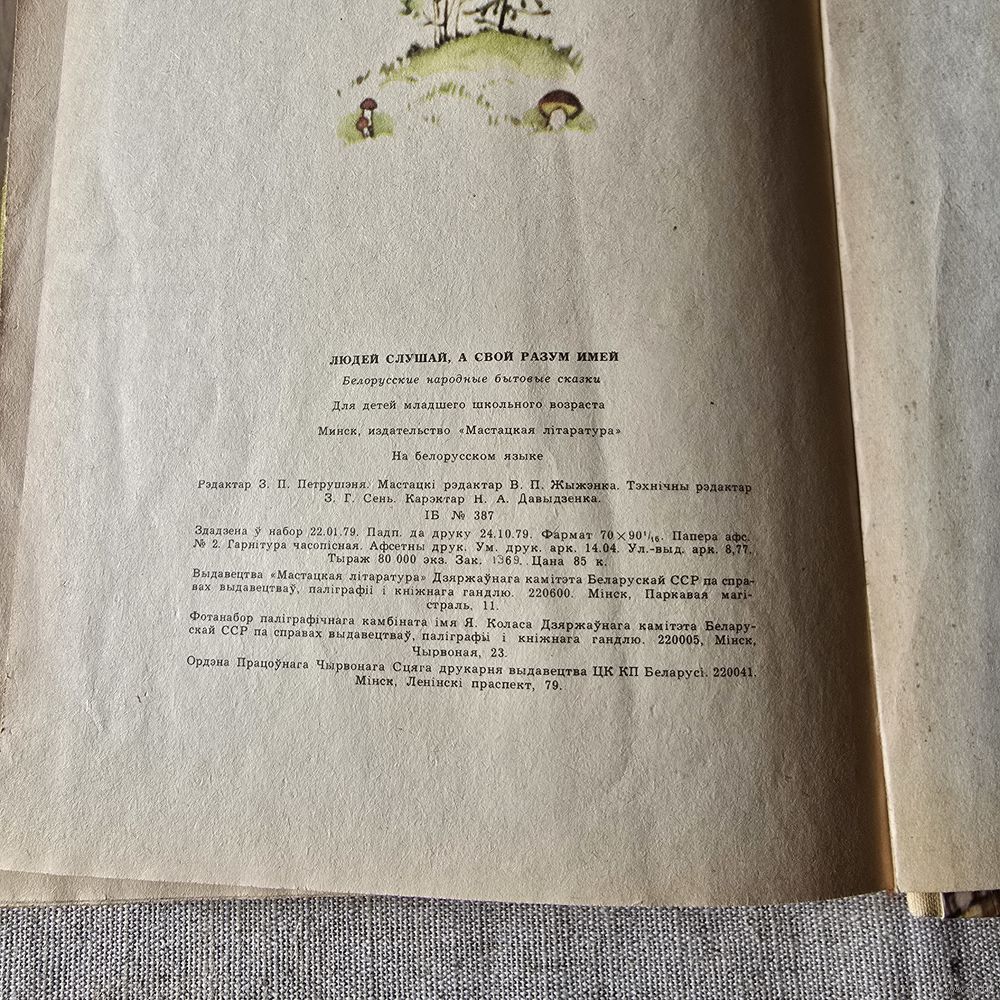 ЛЮДЕЙ СЛУШАЙ, А СВОЙ РАЗУМ ИМЕЙ
Белорусские народные бытовые сказки
Для детей младшего школьного возраста
Минск, издательство «Мастацкая літаратура»
На белорусском языке
Рэдактар З. П. Петрушэня. Мастацкі рэдактар В. П. Жыжэнка. Тэхнічны рэдактар
З. Г. Сень. Карэктар Н. А. Давыдзенка.
ІБ № 387
Здадзена ў набор 22.01.79. Падп. да друку 24.10.79. Фармат 70×90¹/₁₆. Папера афс.
№ 2. Гарнітура часопісная. Афсетны друк. Ум. друк. арк. 14.04. Ул.-выд. арк. 8,77.
Тыраж 80 000 экз. Зак. 1369. Цана 85 к.
Выдавецтва «Мастацкая літаратура» Дзяржаўнага камітэта Беларускай ССР па спра-
вах выдавецтваў, паліграфіі і кніжнага гандлю. 220600. Мінск, Паркавая магі-
страль, 11.
Фотанабор паліграфічнага камбіната імя Я. Коласа Дзяржаўнага камітэта Белару-
скай ССР па справах выдавецтваў, паліграфы і кніжнага гандлю. 220005, Мінск,
Чырвоная, 23.
Ордэна Працоўнага Чырвонага Сцяга друкарня выдавецтва ЦК КП Беларусі. 220041.
Мінск, Ленінскі праспект, 79.